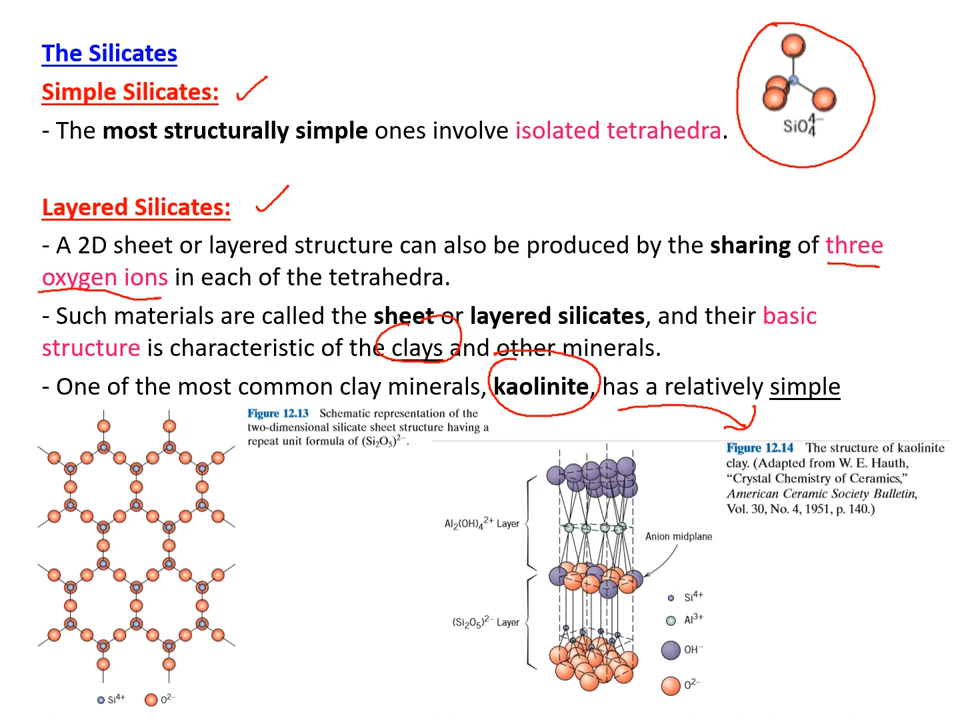 The Silicates
Simple Silicates:
- The most structurally simple ones involve isolated tetrahedra.
SiO₄⁴⁻
Layered Silicates:
- A 2D sheet or layered structure can also be produced by the sharing of three
oxygen ions in each of the tetrahedra.
- Such materials are called the sheet or layered silicates, and their basic
structure is characteristic of the clays and other minerals.
- One of the most common clay minerals, kaolinite, has a relatively simple
Figure 12.13 Schematic representation of the
two-dimensional silicate sheet structure having a
repeat unit formula of (Si₂O₅)²⁻.
Si⁴⁺
O²⁻
Figure 12.14 The structure of kaolinite
clay. (Adapted from W. E. Hauth,
“Crystal Chemistry of Ceramics,”
American Ceramic Society Bulletin,
Vol. 30, No. 4, 1951, p. 140.)
Al₂(OH)₄²⁺ Layer
Anion midplane
(Si₂O₅)²⁻ Layer
Si⁴⁺
Al³⁺
OH⁻
O²⁻